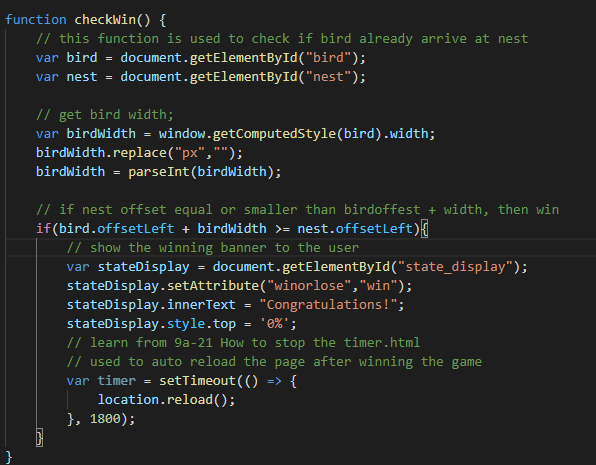 function checkWin() {
    // this function is used to check if bird already arrive at nest
    var bird = document.getElementById("bird");
    var nest = document.getElementById("nest");

    // get bird width;
    var birdWidth = window.getComputedStyle(bird).width;
    birdWidth.replace("px","");
    birdWidth = parseInt(birdWidth);

    // if nest offset equal or smaller than birdoffest + width, then win
    if(bird.offsetLeft + birdWidth >= nest.offsetLeft){
        // show the winning banner to the user
        var stateDisplay = document.getElementById("state_display");
        stateDisplay.setAttribute("winorlose","win");
        stateDisplay.innerText = "Congratulations!";
        stateDisplay.style.top = '0%';
        // learn from 9a-21 How to stop the timer.html
        // used to auto reload the page after winning the game
        var timer = setTimeout(() => {
            location.reload();
        }, 1800);
    }
}